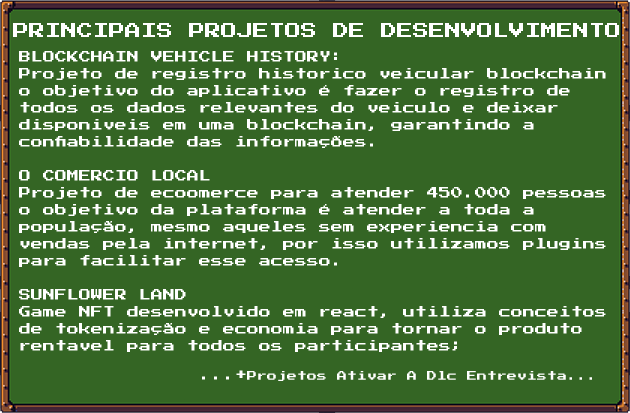 PRINCIPAIS PROJETOS DE DESENVOLVIMENTO
BLOCKCHAIN VEHICLE HISTORY:
Projeto de registro historico veicular blockchain
o objetivo do aplicativo é fazer o registro de
todos os dados relevantes do veiculo e deixar
disponiveis em uma blockchain, garantindo a
confiabilidade das informações.
O COMERCIO LOCAL
Projeto de ecoomerce para atender 450.000 pessoas
o objetivo da plataforma é atender a toda a
população, mesmo aqueles sem experiencia com
vendas pela internet, por isso utilizamos plugins
para facilitar esse acesso.
SUNFLOWER LAND
Game NFT desenvolvido em react, utiliza conceitos
de tokenização e economia para tornar o produto
rentavel para todos os participantes;
...+Projetos Ativar A Dlc Entrevista...